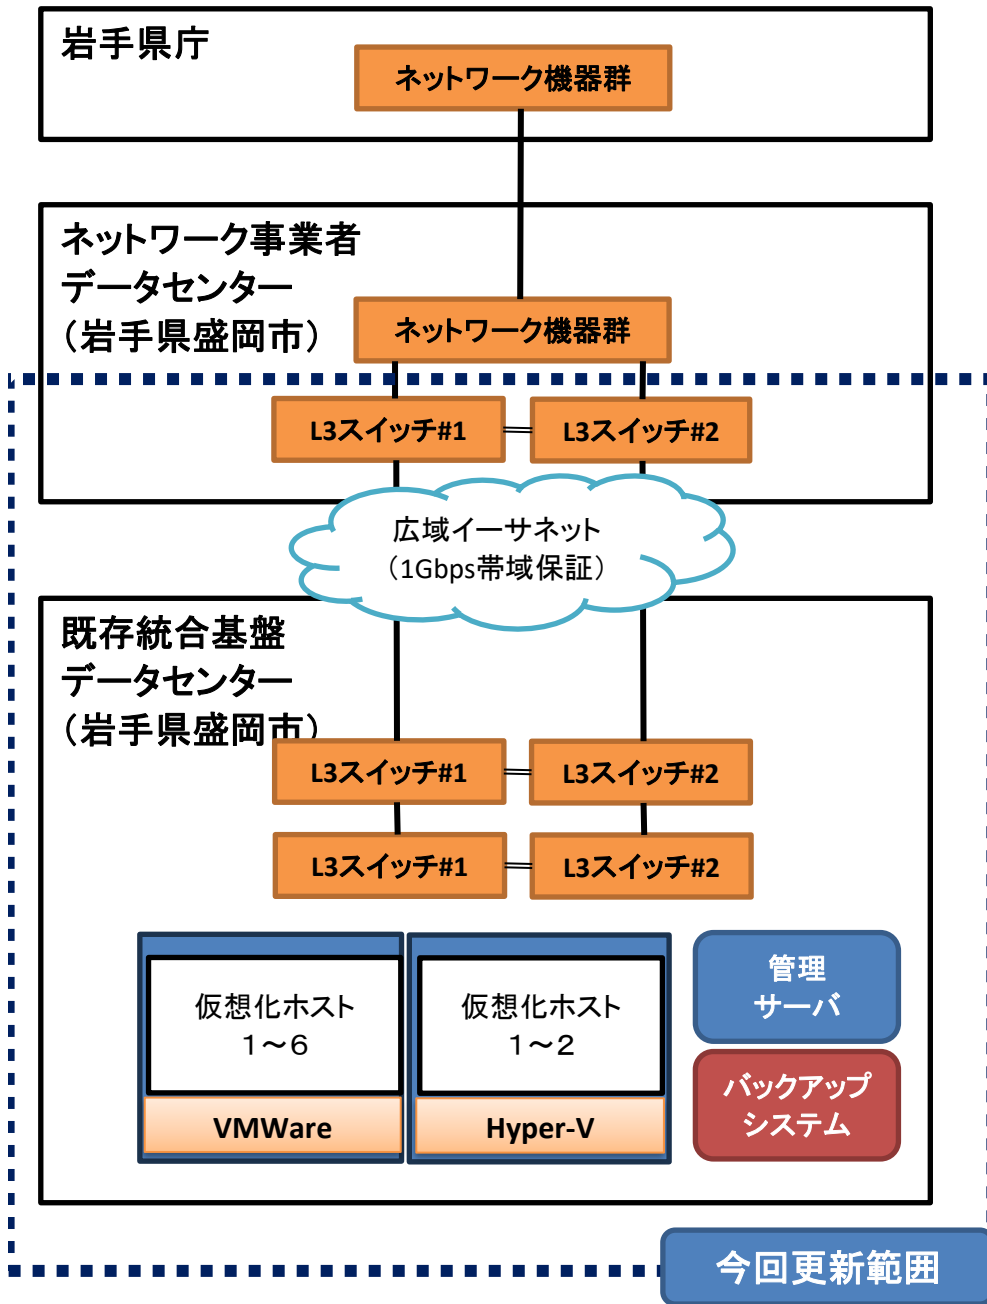 岩手県庁
ネットワーク機器群
ネットワーク事業者
データセンター
（岩手県盛岡市）
ネットワーク機器群
L3スイッチ#1
L3スイッチ#2
広域イーサネット
（1Gbps帯域保証）
既存統合基盤
データセンター
（岩手県盛岡市）
L3スイッチ#1
L3スイッチ#2
L3スイッチ#1
L3スイッチ#2
仮想化ホスト
１～６
VMWare
仮想化ホスト
１～２
Hyper-V
管理
サーバ
バックアップ
システム
今回更新範囲